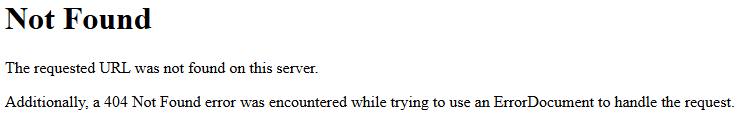 Not Found
The requested URL was not found on this server.
Additionally, a 404 Not Found error was encountered while trying to use an ErrorDocument to handle the request.